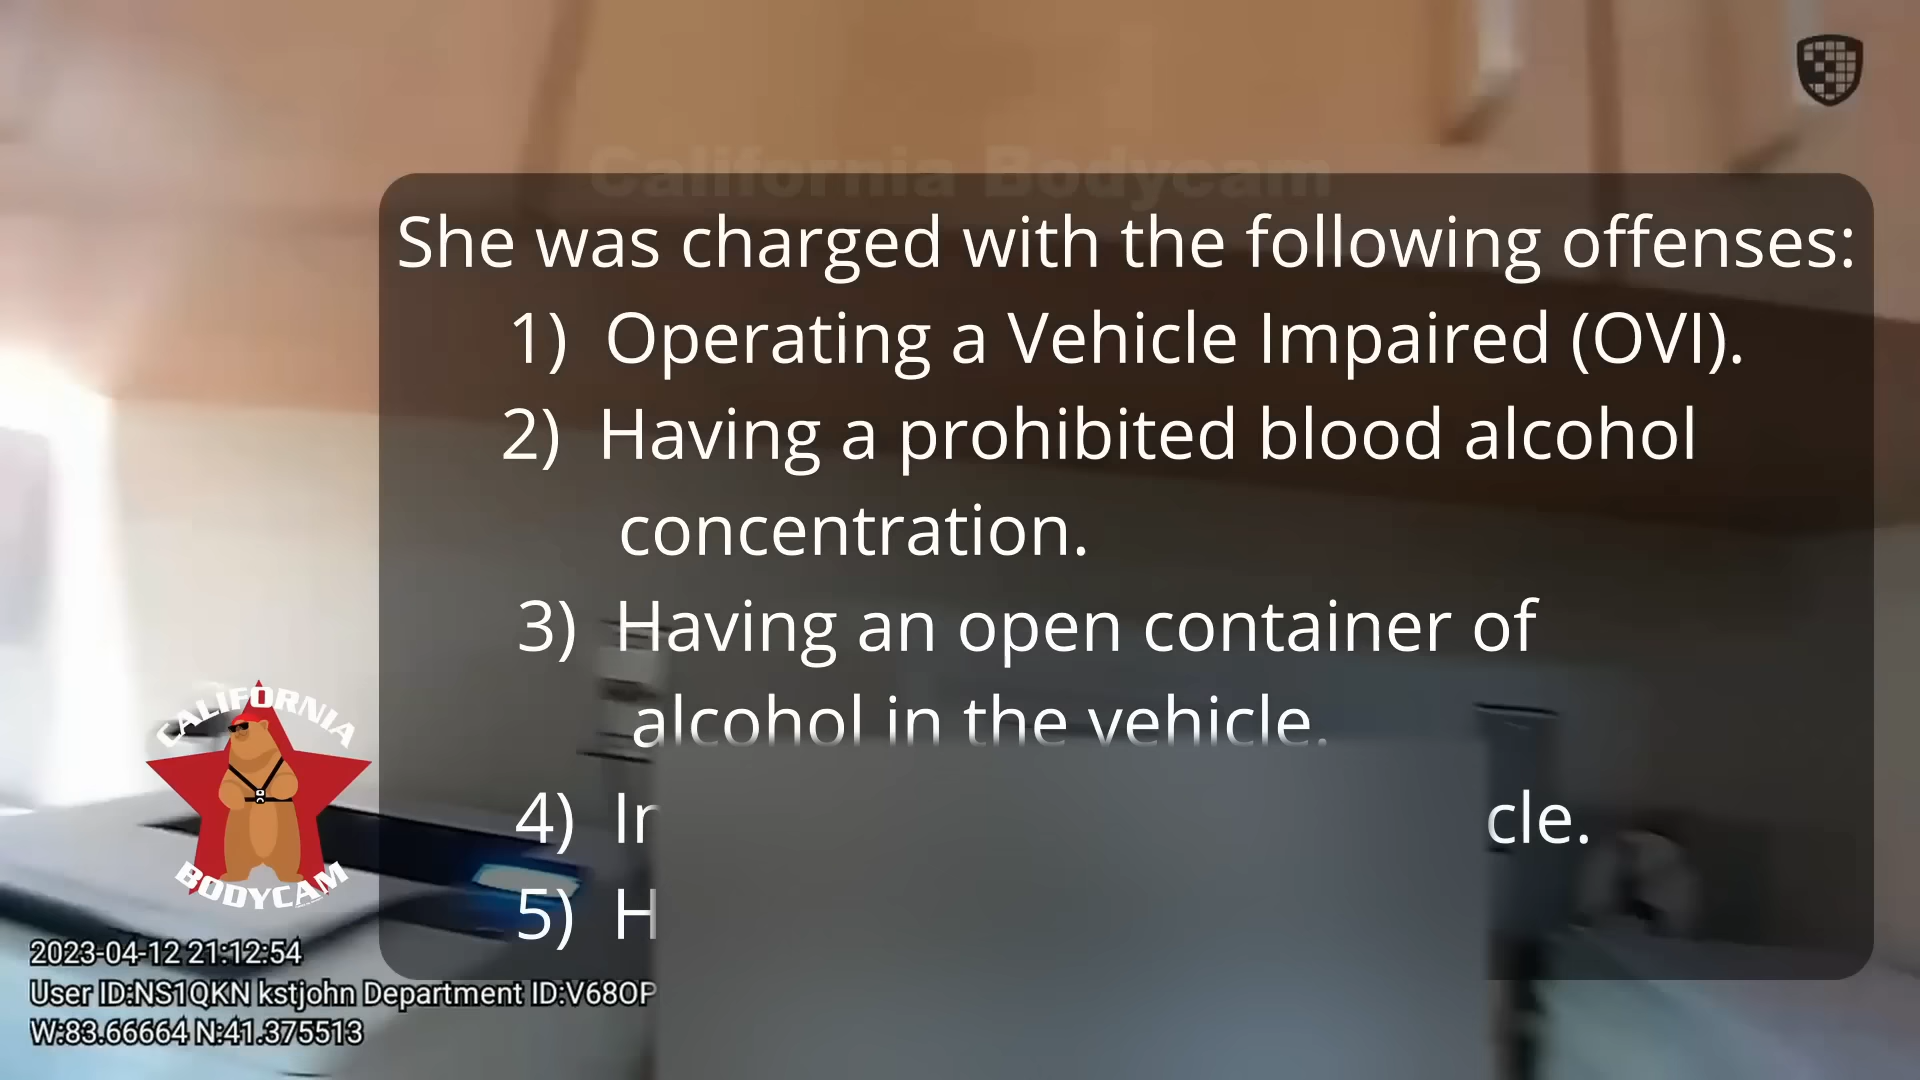 California Bodycam
She was charged with the following offenses:
1) Operating a Vehicle Impaired (OVI).
2) Having a prohibited blood alcohol
concentration.
3) Having an open container of
alcohol in the vehicle.
4)
5)
CALIFORNIA
BODYCAM
2023-04-12 21:12:54
User ID:NS1QKN kstjohn Department ID:V68OP
W:83.66664 N:41.375513